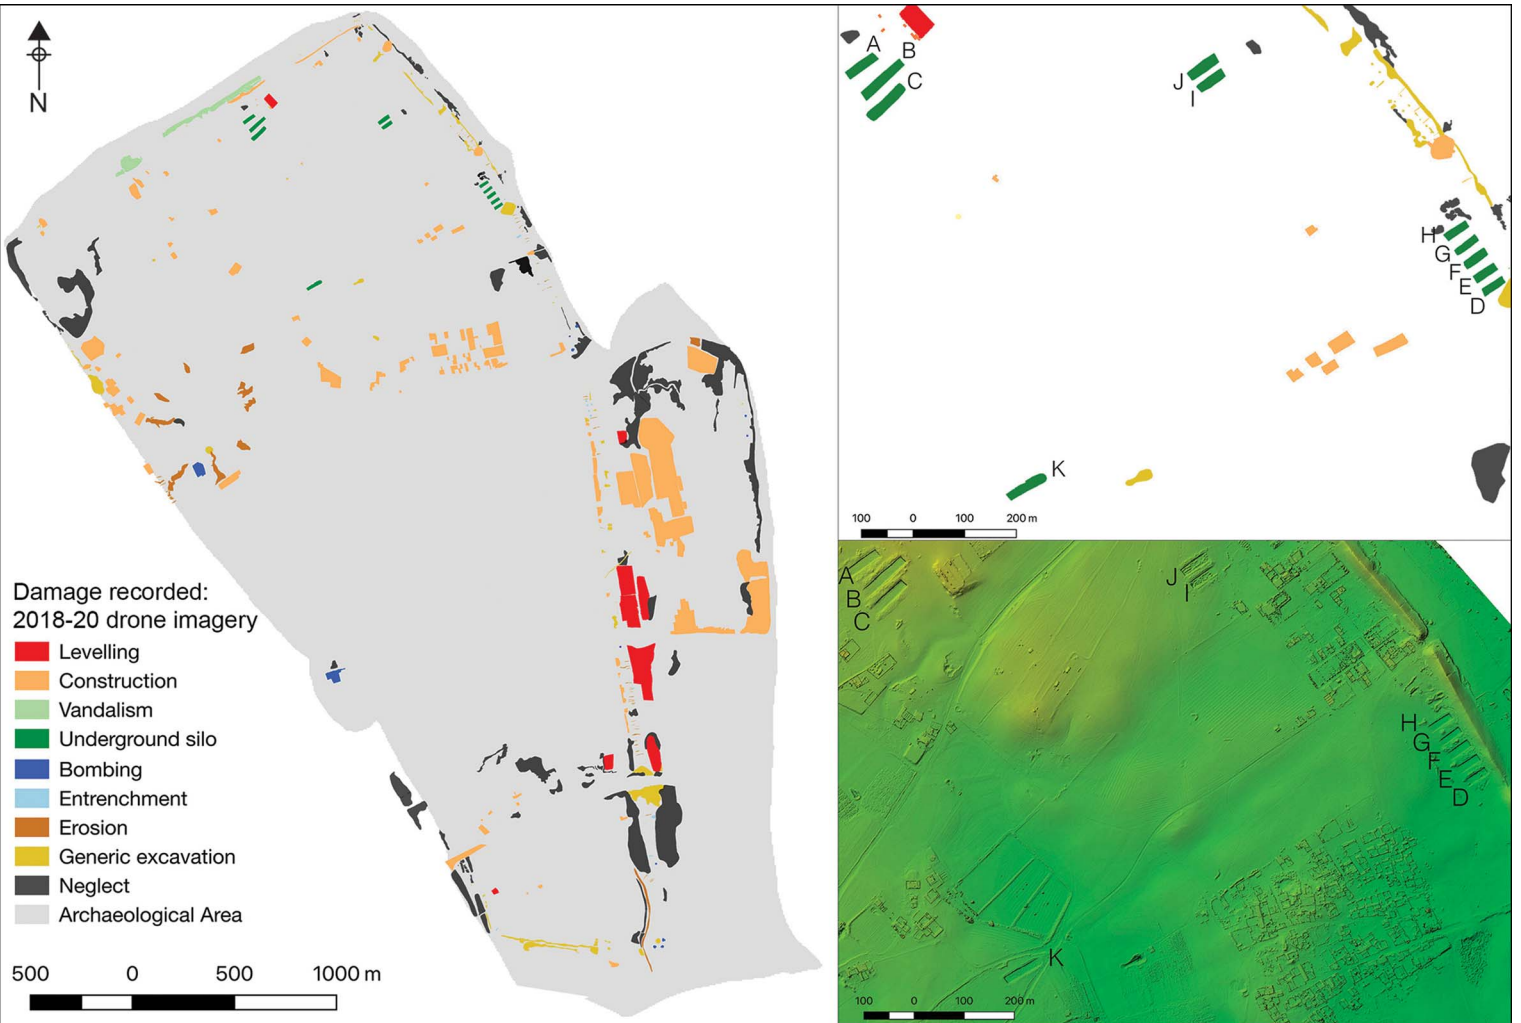 N
Damage recorded:
2018-20 drone imagery
Levelling
Construction
Vandalism
Underground silo
Bombing
Entrenchment
Erosion
Generic excavation
Neglect
Archaeological Area
500 0 500 1000 m
A
B
C
J
I
H
G
F
E
D
K
100 0 100 200 m
A
B
C
J
I
H
G
F
E
D
K
100 0 100 200 m